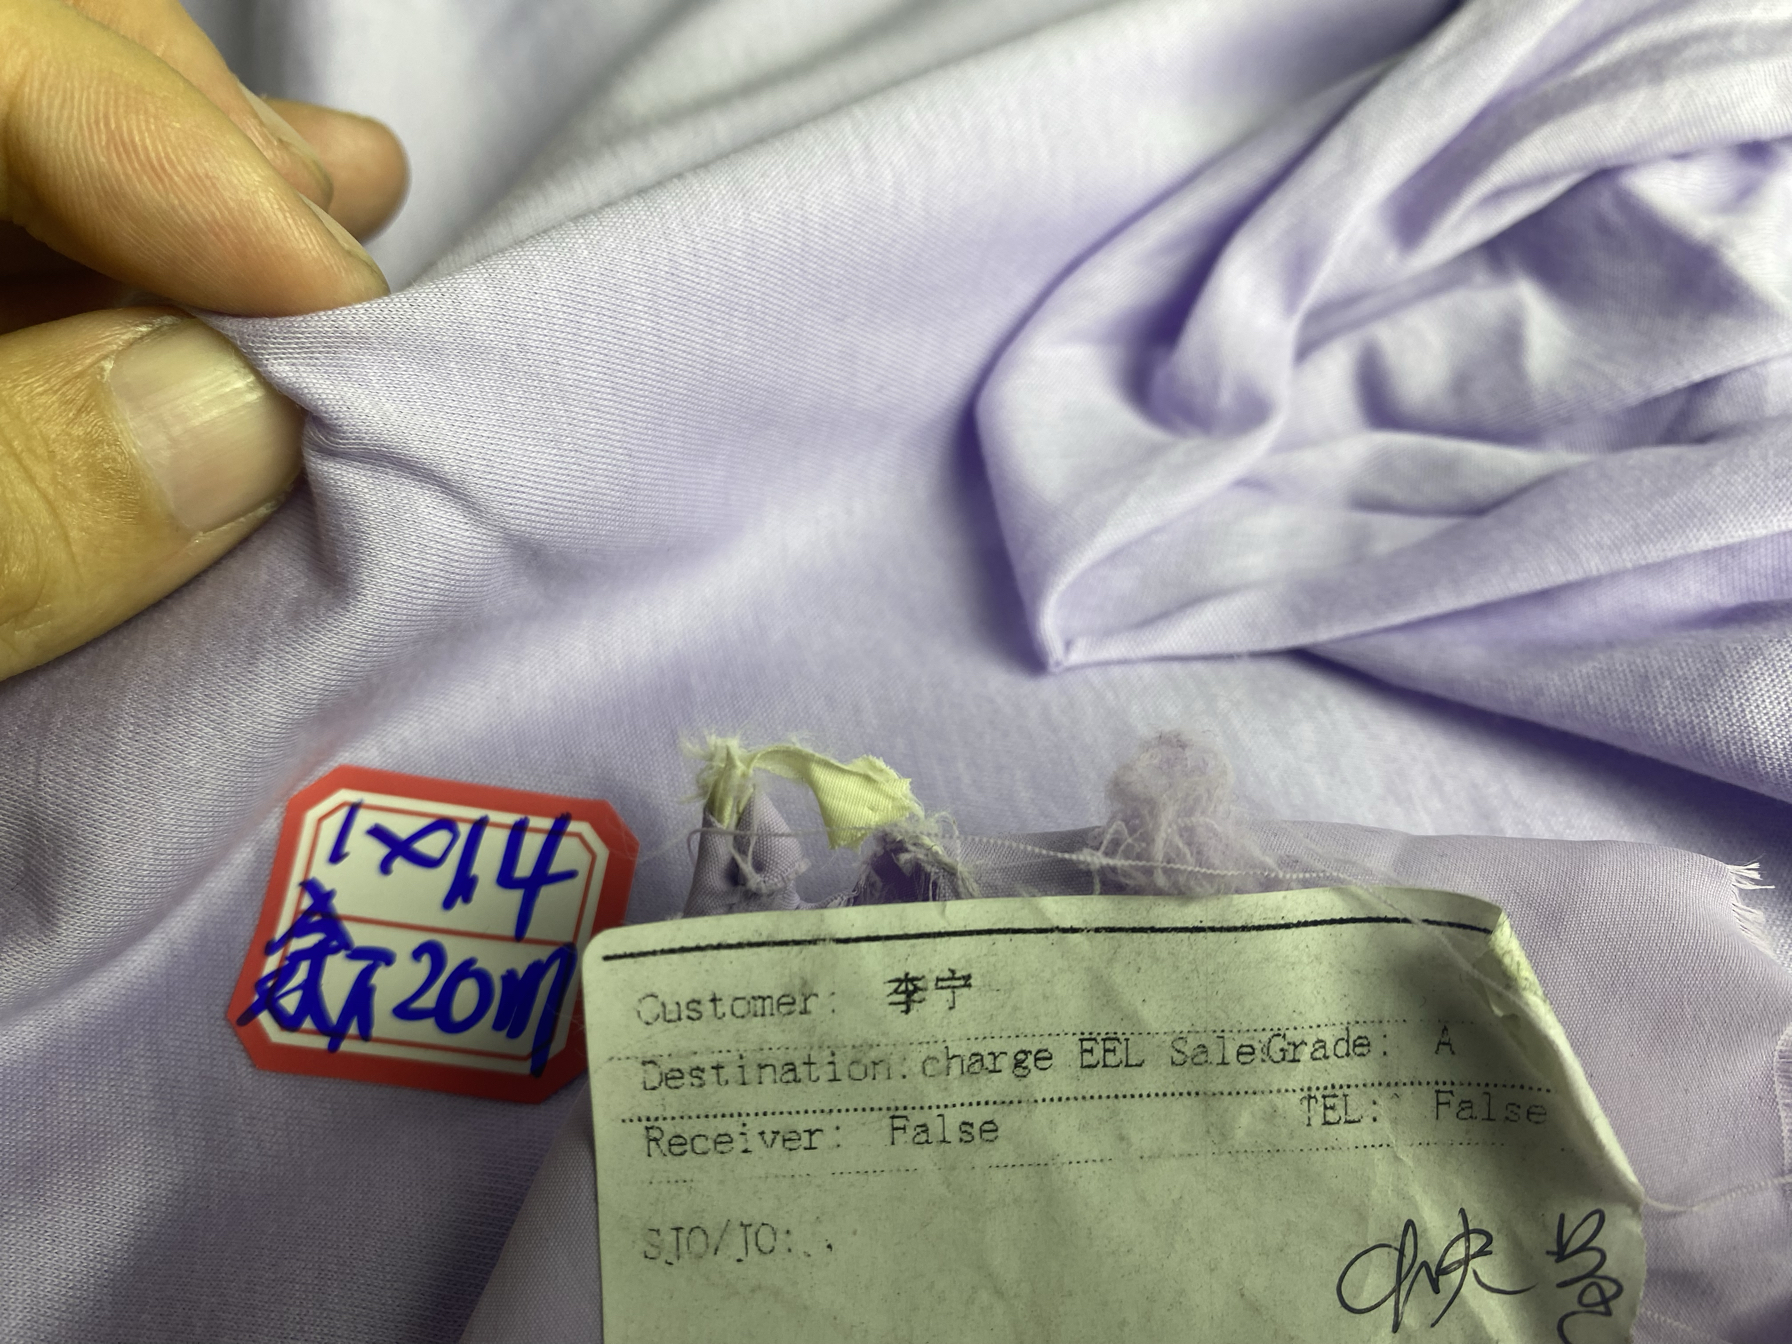 1×1.4
20m
Customer: 李宁
Destination:charge EEL Sale:Grade: A
Receiver: False TEL: False
SJO/JO: